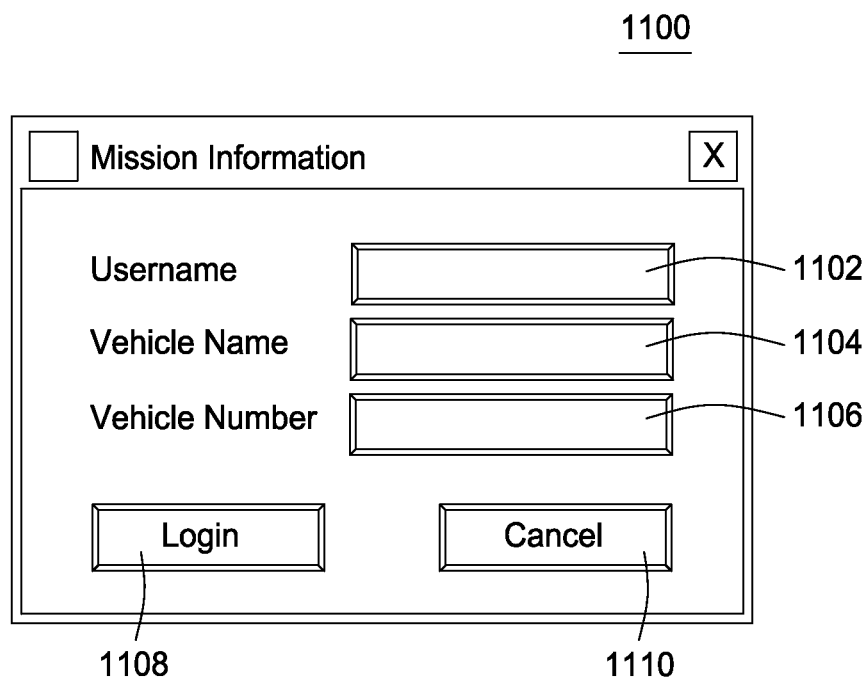 1100
Mission Information X
Username 1102
Vehicle Name 1104
Vehicle Number 1106
Login Cancel
1108 1110